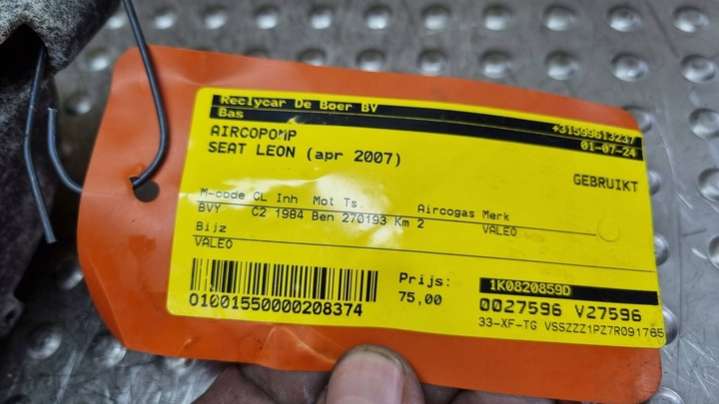 Reclycar De Boer BV
Bas +31599613237
01-07-24
AIRCOPOMP
SEAT LEON (apr 2007)
GEBRUIKT
M-code CL Inh Mot Ts Aircogas Merk
BVY C2 1984 Ben 270193 Km 2 VALEO
Bijz
VALEO
Prijs:
75,00
1K0820859D
01001550000208374
0027596 V27596
33-XF-TG VSSZZZ1PZ7R091765